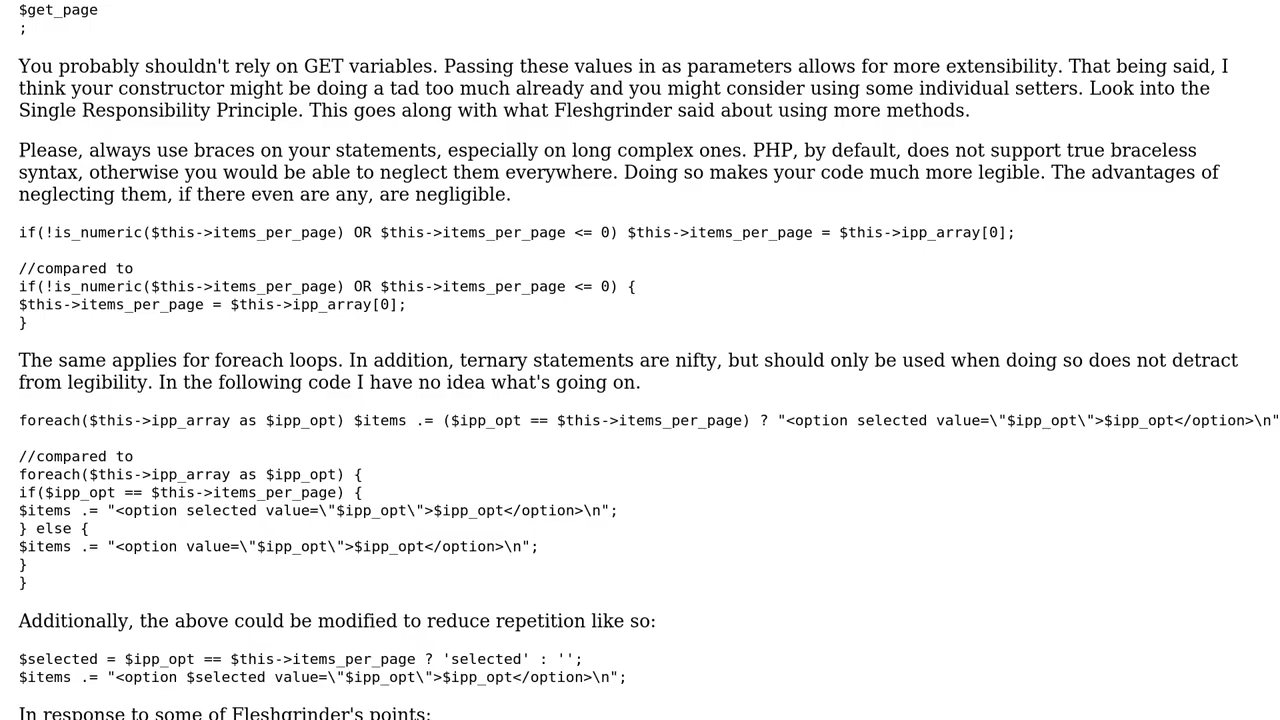 $get_page
;
You probably shouldn't rely on GET variables. Passing these values in as parameters allows for more extensibility. That being said, I
think your constructor might be doing a tad too much already and you might consider using some individual setters. Look into the
Single Responsibility Principle. This goes along with what Fleshgrinder said about using more methods.
Please, always use braces on your statements, especially on long complex ones. PHP, by default, does not support true braceless
syntax, otherwise you would be able to neglect them everywhere. Doing so makes your code much more legible. The advantages of
neglecting them, if there even are any, are negligible.
if(!is_numeric($this->items_per_page) OR $this->items_per_page <= 0) $this->items_per_page = $this->ipp_array[0];
//compared to
if(!is_numeric($this->items_per_page) OR $this->items_per_page <= 0) {
$this->items_per_page = $this->ipp_array[0];
}
The same applies for foreach loops. In addition, ternary statements are nifty, but should only be used when doing so does not detract
from legibility. In the following code I have no idea what's going on.
foreach($this->ipp_array as $ipp_opt) $items .= ($ipp_opt == $this->items_per_page) ? "<option selected value=\"$ipp_opt\">$ipp_opt</option>\n"
//compared to
foreach($this->ipp_array as $ipp_opt) {
if($ipp_opt == $this->items_per_page) {
$items .= "<option selected value=\"$ipp_opt\">$ipp_opt</option>\n";
} else {
$items .= "<option value=\"$ipp_opt\">$ipp_opt</option>\n";
}
}
Additionally, the above could be modified to reduce repetition like so:
$selected = $ipp_opt == $this->items_per_page ? 'selected' : '';
$items .= "<option $selected value=\"$ipp_opt\">$ipp_opt</option>\n";
In response to some of Fleshgrinder's points: